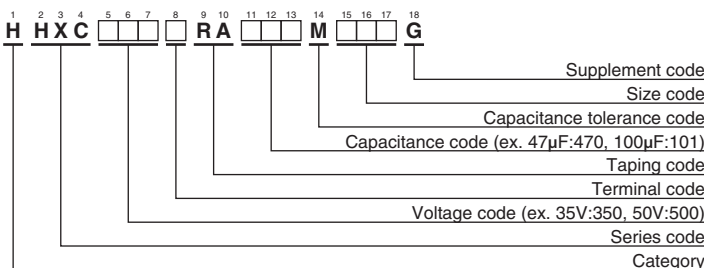 1 2 3 4 5 6 7 8 9 10 11 12 13 14 15 16 17 18
H HXC □□□ □ RA □□□ M □□□ G
Supplement code
Size code
Capacitance tolerance code
Capacitance code (ex. 47μF:470, 100μF:101)
Taping code
Terminal code
Voltage code (ex. 35V:350, 50V:500)
Series code
Category